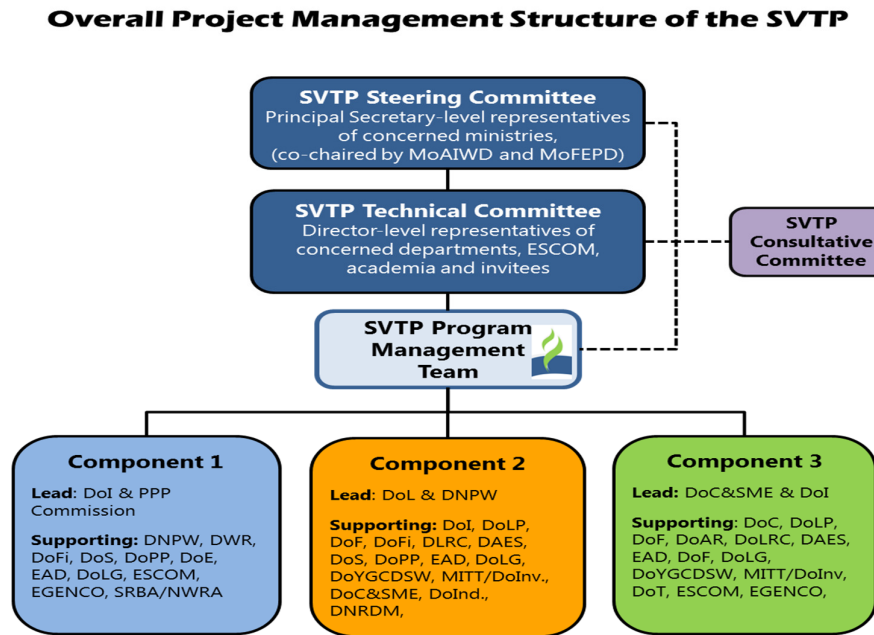 Overall Project Management Structure of the SVTP
SVTP Steering Committee
Principal Secretary-level representatives
of concerned ministries,
(co-chaired by MoAIWD and MoFEPD)
SVTP Technical Committee
Director-level representatives of
concerned departments, ESCOM,
academia and invitees
SVTP
Consultative
Committee
SVTP Program
Management
Team
Component 1
Lead: DoI & PPP
Commission
Supporting: DNPW, DWR,
DoFi, DoS, DoPP, DoE,
EAD, DoLG, ESCOM,
EGENCO, SRBA/NWRA
Component 2
Lead: DoL & DNPW
Supporting: DoI, DoLP,
DoF, DoFi, DLRC, DAES,
DoS, DoPP, EAD, DoLG,
DoYGCDSW, MITT/DoInv.,
DoC&SME, DoInd.,
DNRDM,
Component 3
Lead: DoC&SME & DoI
Supporting: DoC, DoLP,
DoF, DoAR, DoLRC, DAES,
EAD, DoF, DoLG,
DoYGCDSW, MITT/DoInv,
DoT, ESCOM, EGENCO,